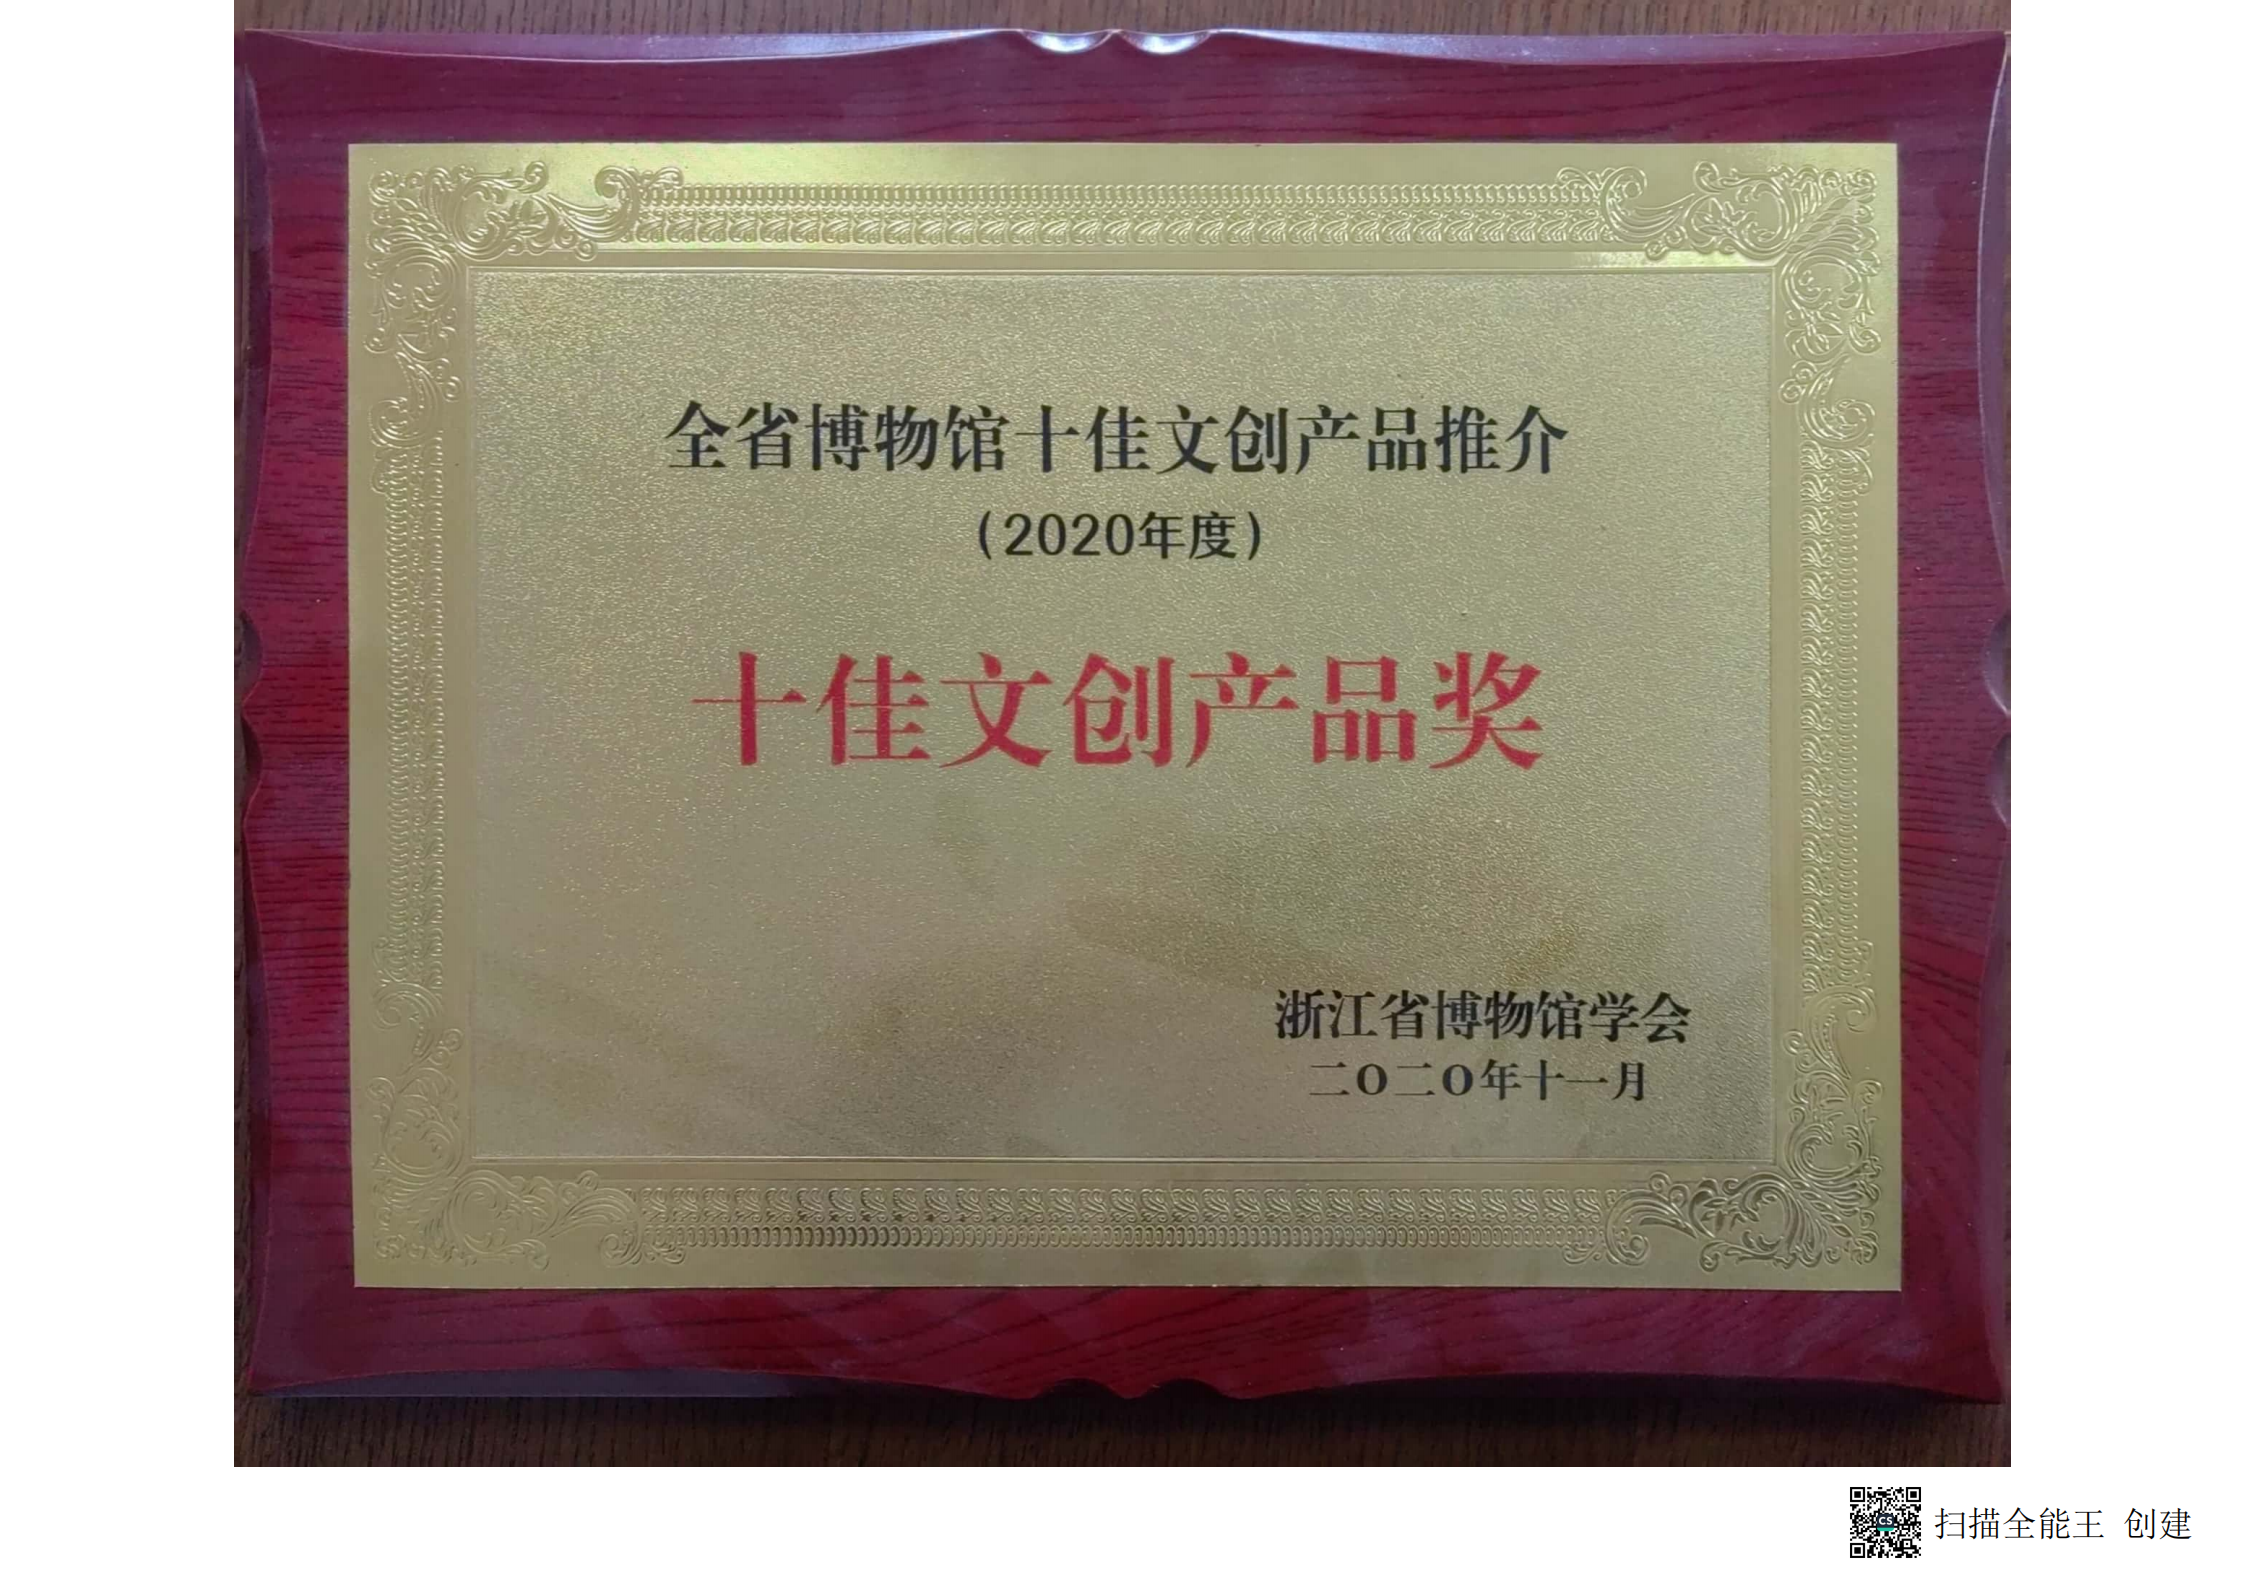 全省博物馆十佳文创产品推介
(2020年度)
十佳文创产品奖
浙江省博物馆学会
二〇二〇年十一月
CS
扫描全能王 创建